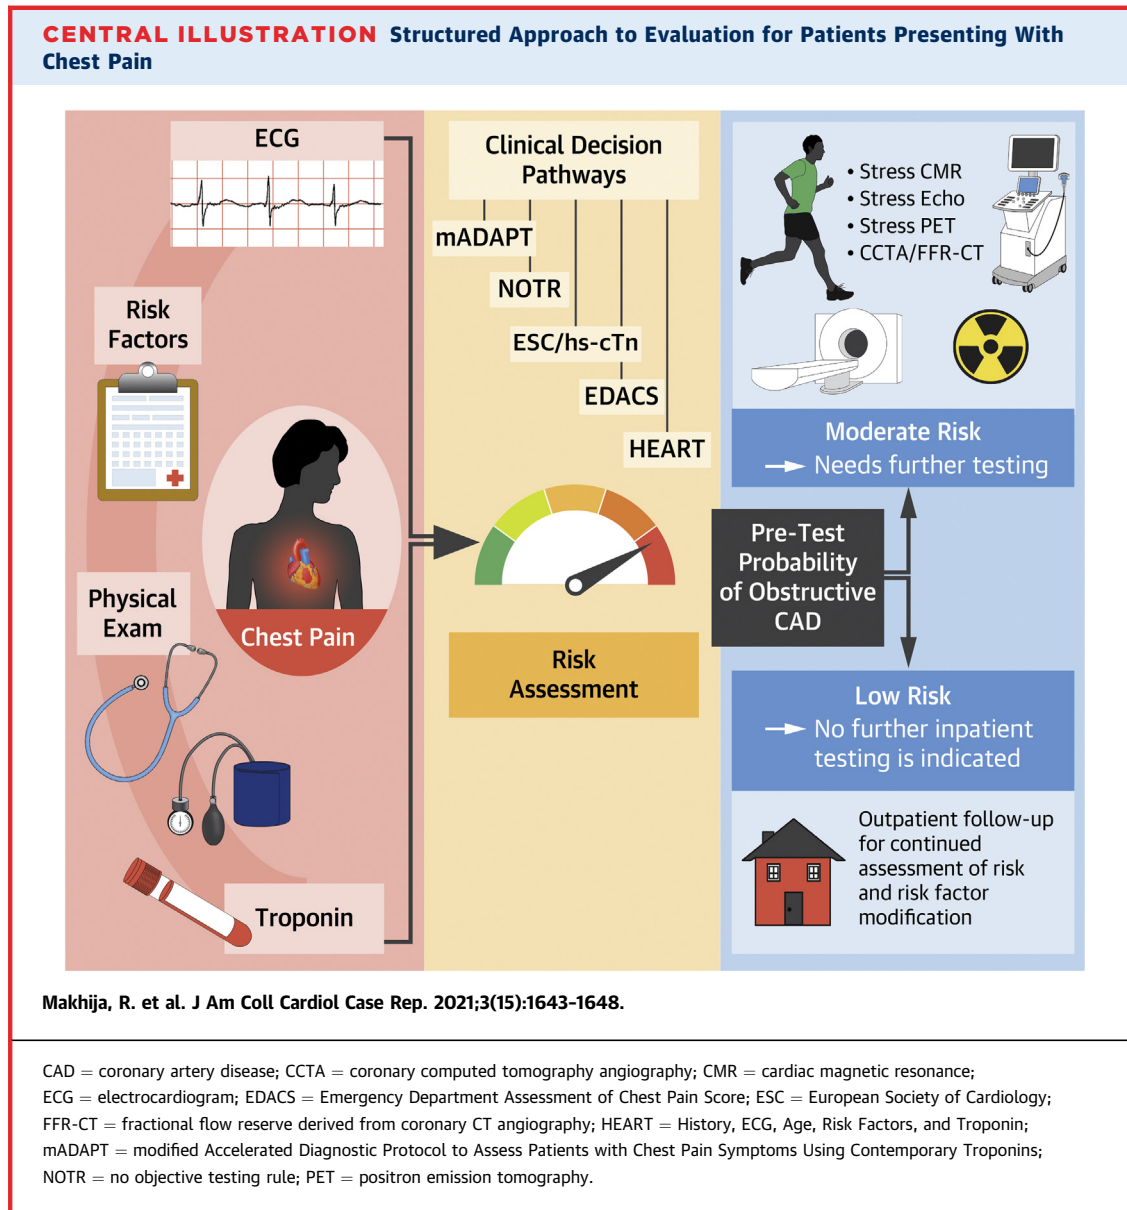 CENTRAL ILLUSTRATION Structured Approach to Evaluation for Patients Presenting With
Chest Pain
ECG
Risk
Factors
Chest Pain
Physical
Exam
Troponin
Clinical Decision
Pathways
mADAPT
NOTR
ESC/hs-cTn
EDACS
HEART
Risk
Assessment
• Stress CMR
• Stress Echo
• Stress PET
• CCTA/FFR-CT
Moderate Risk
→ Needs further testing
Pre-Test
Probability
of Obstructive
CAD
Low Risk
→ No further inpatient
testing is indicated
Outpatient follow-up
for continued
assessment of risk
and risk factor
modification
Makhija, R. et al. J Am Coll Cardiol Case Rep. 2021;3(15):1643–1648.
CAD = coronary artery disease; CCTA = coronary computed tomography angiography; CMR = cardiac magnetic resonance;
ECG = electrocardiogram; EDACS = Emergency Department Assessment of Chest Pain Score; ESC = European Society of Cardiology;
FFR-CT = fractional flow reserve derived from coronary CT angiography; HEART = History, ECG, Age, Risk Factors, and Troponin;
mADAPT = modified Accelerated Diagnostic Protocol to Assess Patients with Chest Pain Symptoms Using Contemporary Troponins;
NOTR = no objective testing rule; PET = positron emission tomography.